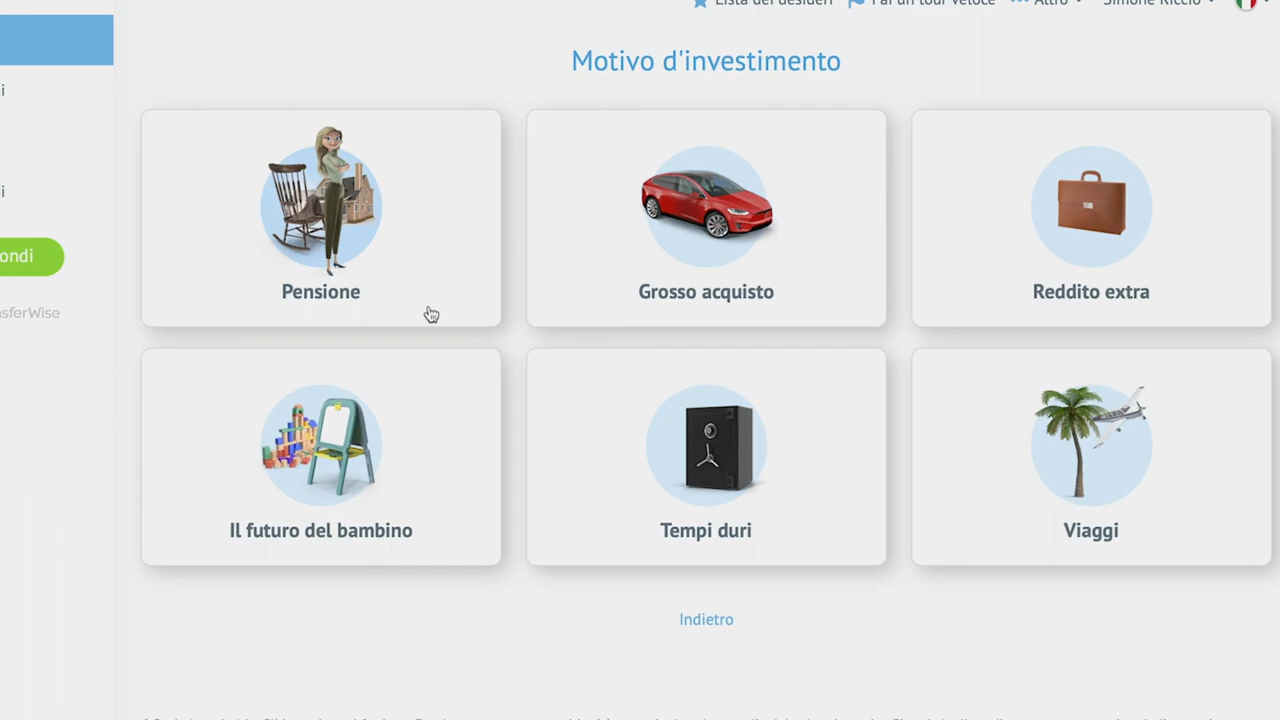 Lista dei desideri
Fai un tour veloce
Altro
Simone Riccio
Motivo d'investimento
Pensione
Grosso acquisto
Reddito extra
ondi
sferWise
Il futuro del bambino
Tempi duri
Viaggi
Indietro